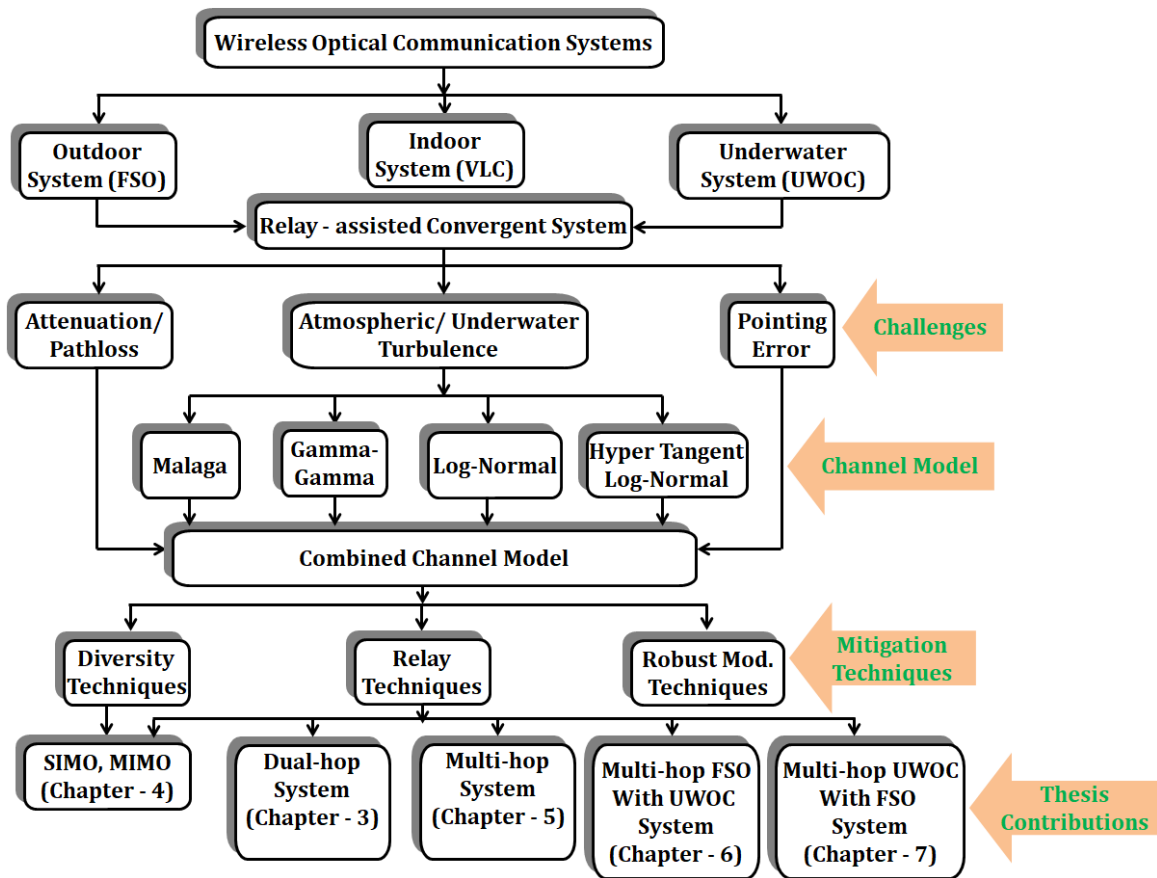 Wireless Optical Communication Systems
Outdoor
System (FSO)
Indoor
System (VLC)
Underwater
System (UWOC)
Relay - assisted Convergent System
Attenuation/
Pathloss
Atmospheric/ Underwater
Turbulence
Pointing
Error
Challenges
Malaga
Gamma-
Gamma
Log-Normal
Hyper Tangent
Log-Normal
Channel Model
Combined Channel Model
Diversity
Techniques
Relay
Techniques
Robust Mod.
Techniques
Mitigation
Techniques
SIMO, MIMO
(Chapter - 4)
Dual-hop
System
(Chapter - 3)
Multi-hop
System
(Chapter - 5)
Multi-hop FSO
With UWOC
System
(Chapter - 6)
Multi-hop UWOC
With FSO
System
(Chapter - 7)
Thesis
Contributions